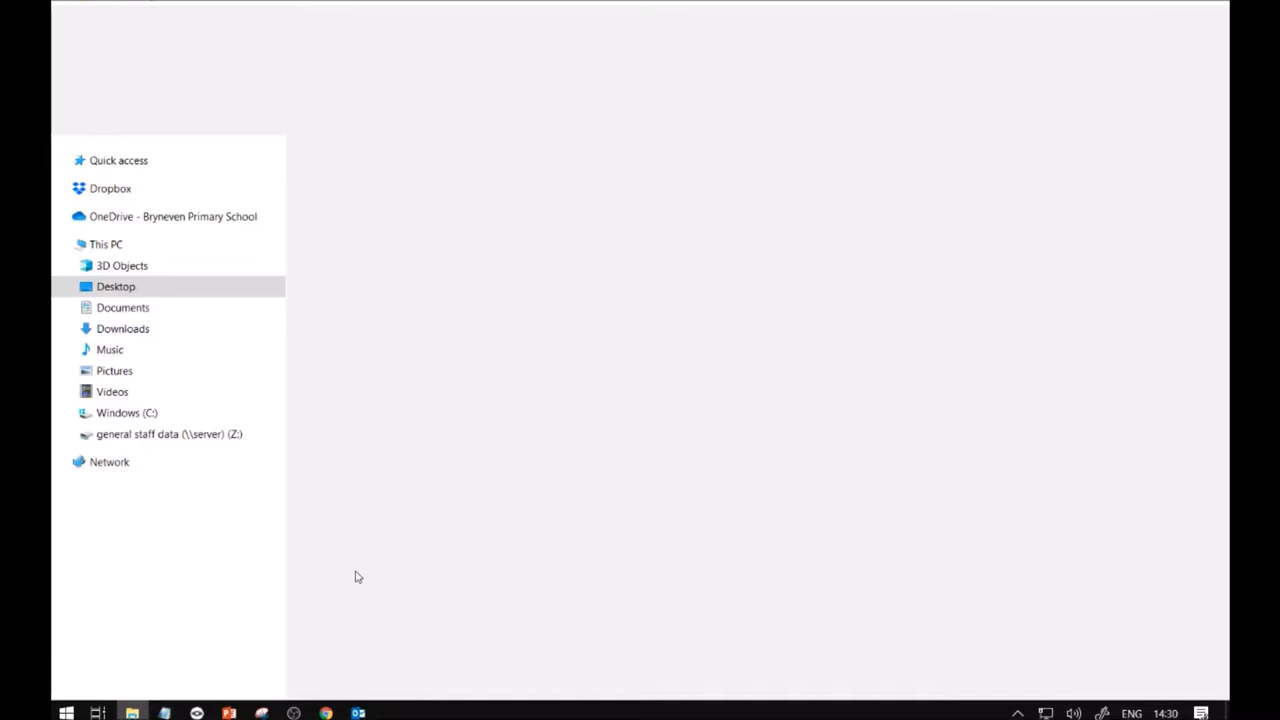 Quick access
Dropbox
OneDrive - Bryneven Primary School
This PC
3D Objects
Desktop
Documents
Downloads
Music
Pictures
Videos
Windows (C:)
general staff data (\\server) (Z:)
Network
ENG 14:30